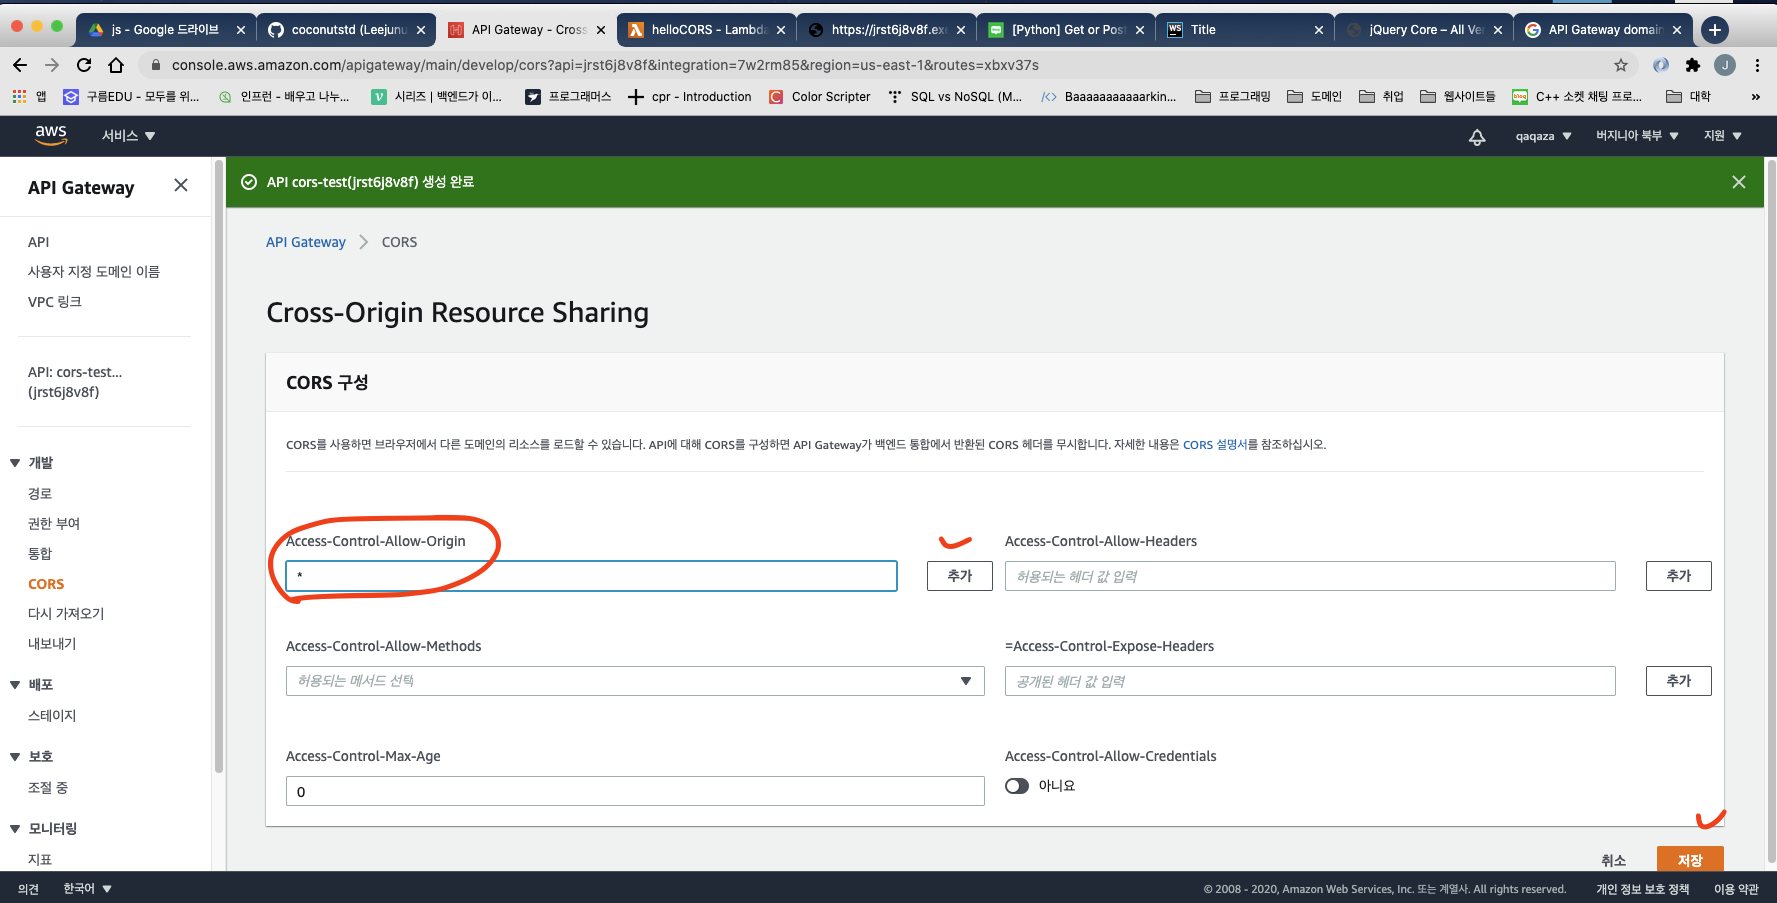 js - Google 드라이브
coconutstd (Leejunu
API Gateway - Cross
helloCORS - Lambda
https://jrst6j8v8f.exe
[Python] Get or Post
WS Title
jQuery Core – All Ver
API Gateway domain
console.aws.amazon.com/apigateway/main/develop/cors?api=jrst6j8v8f&integration=7w2rm85&region=us-east-1&routes=xbxv37s
J
앱
구름EDU - 모두를 위...
인프런 - 배우고 나누...
시리즈 | 백엔드가 이...
프로그래머스
cpr - Introduction
Color Scripter
SQL vs NoSQL (M...
Baaaaaaaaaaarkin...
프로그래밍
도메인
취업
웹사이트들
C++ 소켓 채팅 프로...
대학
»
aws
서비스
qaqaza
버지니아 북부
지원
API Gateway
API
사용자 지정 도메인 이름
VPC 링크
API: cors-test...
(jrst6j8v8f)
개발
경로
권한 부여
통합
CORS
다시 가져오기
내보내기
배포
스테이지
보호
조절 중
모니터링
지표
API cors-test(jrst6j8v8f) 생성 완료
API Gateway > CORS
Cross-Origin Resource Sharing
CORS 구성
CORS를 사용하면 브라우저에서 다른 도메인의 리소스를 로드할 수 있습니다. API에 대해 CORS를 구성하면 API Gateway가 백엔드 통합에서 반환된 CORS 헤더를 무시합니다. 자세한 내용은 CORS 설명서를 참조하십시오.
Access-Control-Allow-Origin
*
추가
Access-Control-Allow-Headers
허용되는 헤더 값 입력
추가
Access-Control-Allow-Methods
허용되는 메서드 선택
=Access-Control-Expose-Headers
공개된 헤더 값 입력
추가
Access-Control-Max-Age
0
Access-Control-Allow-Credentials
아니요
취소
저장
의견
한국어
© 2008 - 2020, Amazon Web Services, Inc. 또는 계열사. All rights reserved.
개인 정보 보호 정책
이용 약관